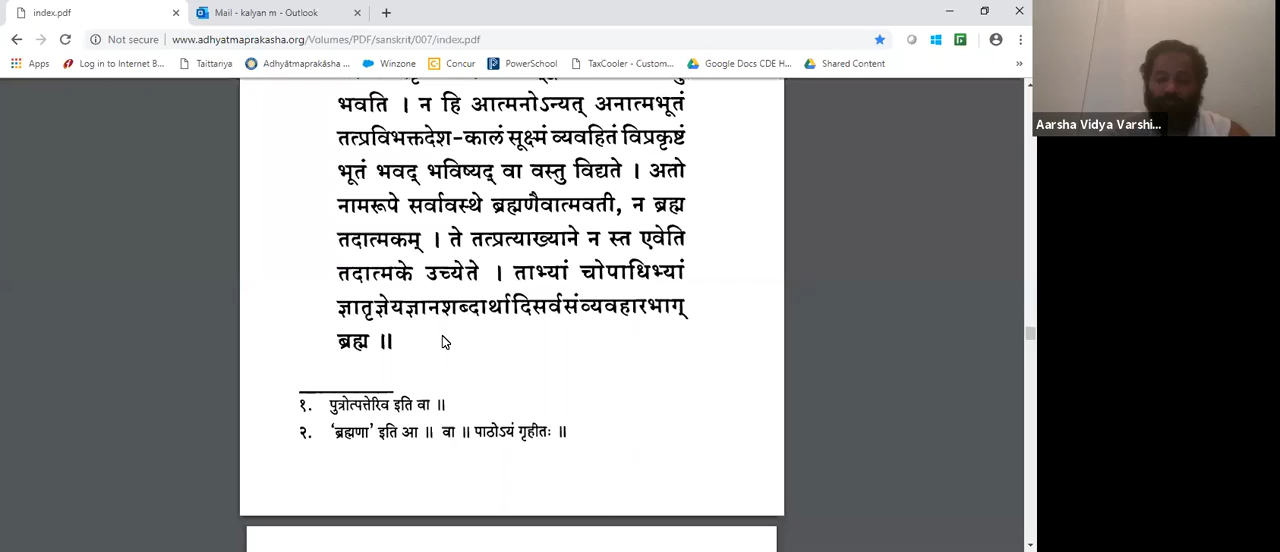 index.pdf
Mail - kalyan m - Outlook
Not secure
www.adhyatmaprakasha.org/Volumes/PDF/sanskrit/007/index.pdf
Apps
Log in to Internet B...
Taittariya
Adhyâtmaprakâsha ...
Winzone
Concur
PowerSchool
TaxCooler - Custom...
Google Docs CDE H...
Shared Content
»
Aarsha Vidya Varshi...
भवति । न हि आत्मनोऽन्यत् अनात्मभूतं
तत्प्रविभक्तदेश-कालं सूक्ष्मं व्यवहितं विप्रकृष्टं
भूतं भवद् भविष्यद् वा वस्तु विद्यते । अतो
नामरूपे सर्वावस्थे ब्रह्मणैवात्मवती, न ब्रह्म
तदात्मकम् । ते तत्प्रत्याख्याने न स्त एवेति
तदात्मके उच्येते । ताभ्यां चोपाधिभ्यां
ज्ञातृज्ञेयज्ञानशब्दार्थादिसर्वसंव्यवहारभाग्
ब्रह्म ॥
१. पुत्रोत्पत्तेरिव इति वा ॥
२. ‘ब्रह्मणा’ इति आ ॥ वा ॥ पाठोऽयं गृहीतः ॥